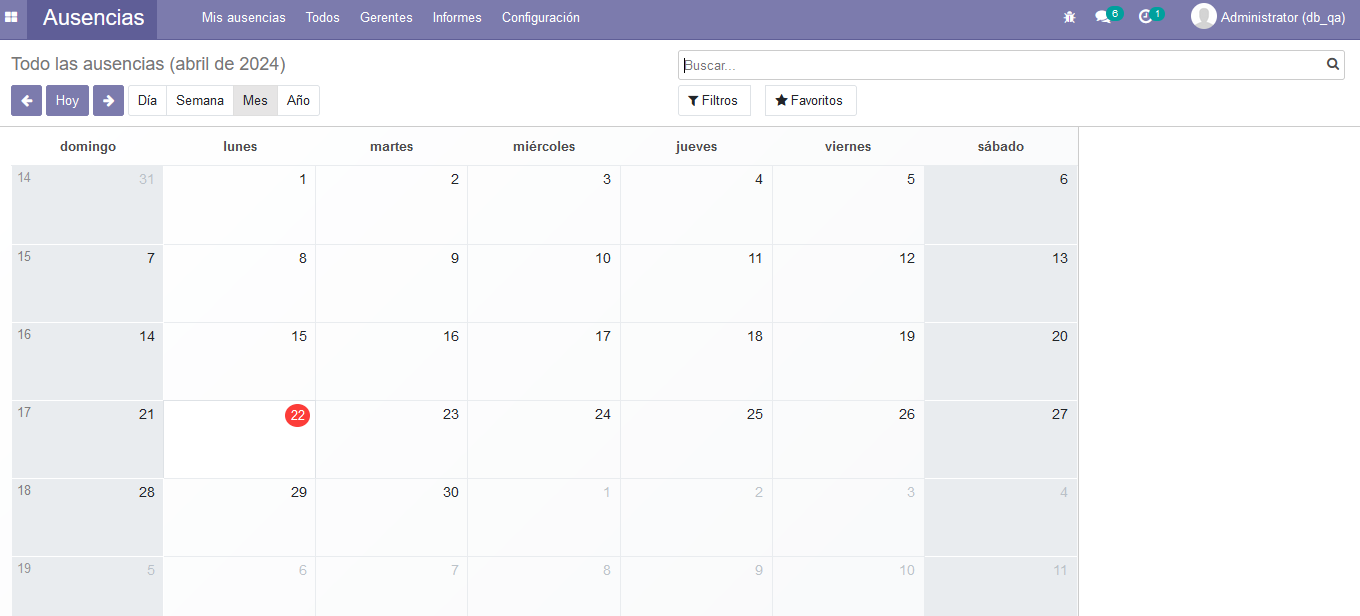 Ausencias Mis ausencias Todos Gerentes Informes Configuración 6 1 Administrator (db_qa)
Todo las ausencias (abril de 2024) Buscar...
Hoy Día Semana Mes Año Filtros Favoritos
domingo lunes martes miércoles jueves viernes sábado
14 31 1 2 3 4 5 6
15 7 8 9 10 11 12 13
16 14 15 16 17 18 19 20
17 21 22 23 24 25 26 27
18 28 29 30 1 2 3 4
19 5 6 7 8 9 10 11